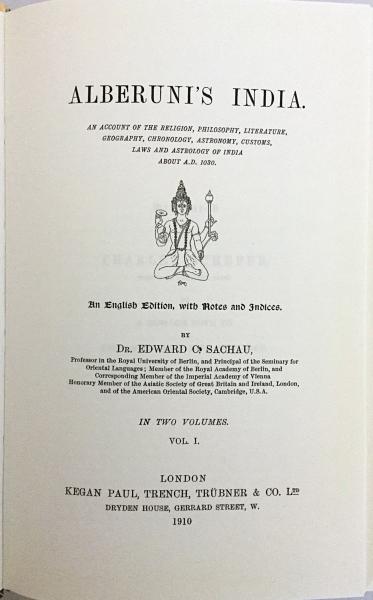 ALBERUNI'S INDIA.
AN ACCOUNT OF THE RELIGION, PHILOSOPHY, LITERATURE,
GEOGRAPHY, CHRONOLOGY, ASTRONOMY, CUSTOMS,
LAWS AND ASTROLOGY OF INDIA
ABOUT A.D. 1030.
An English Edition, with Notes and Indices.
BY
DR. EDWARD C. SACHAU,
Professor in the Royal University of Berlin, and Principal of the Seminary for
Oriental Languages; Member of the Royal Academy of Berlin, and
Corresponding Member of the Imperial Academy of Vienna
Honorary Member of the Asiatic Society of Great Britain and Ireland, London,
and of the American Oriental Society, Cambridge, U.S.A.
IN TWO VOLUMES.
VOL. I.
LONDON
KEGAN PAUL, TRENCH, TRÜBNER & CO. LTD
DRYDEN HOUSE, GERRARD STREET, W.
1910